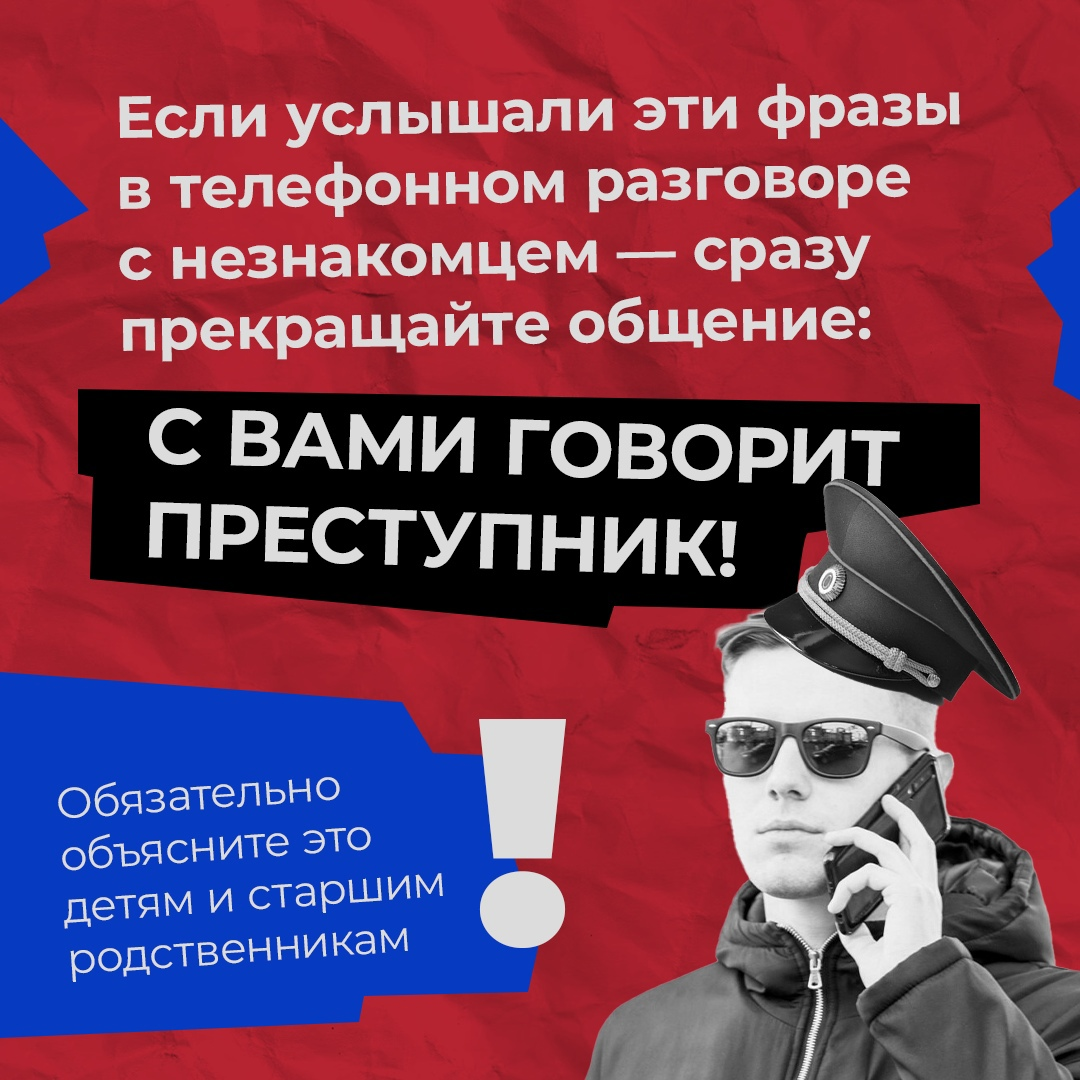 Если услышали эти фразы
в телефонном разговоре
с незнакомцем — сразу
прекращайте общение:
С ВАМИ ГОВОРИТ
ПРЕСТУПНИК!
Обязательно
объясните это
детям и старшим
родственникам
!